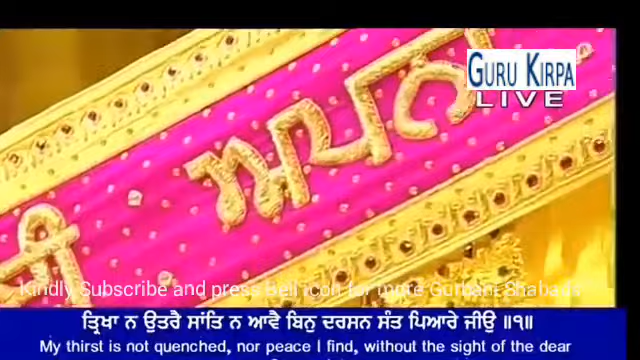 GURU KIRPA
LIVE
ਅਪਨ
Kindly Subscribe and press Bell icon for more Gurbani Shabads
ਤ੍ਰਿਖਾ ਨ ਉਤਰੈ ਸਾਂਤਿ ਨ ਆਵੈ ਬਿਨੁ ਦਰਸਨ ਸੰਤ ਪਿਆਰੇ ਜੀਉ ॥੧॥
My thirst is not quenched, nor peace I find, without the sight of the dear